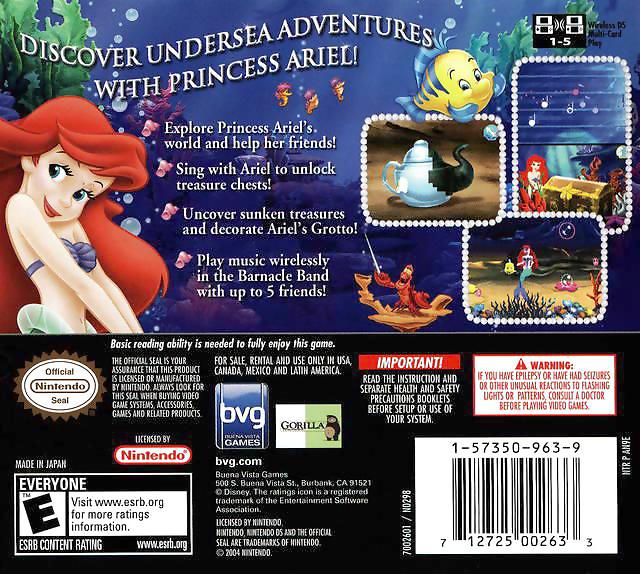 DISCOVER UNDERSEA ADVENTURES
WITH PRINCESS ARIEL!
Wireless DS
Multi-Card
Play
1-5
Explore Princess Ariel's
world and help her friends!
Sing with Ariel to unlock
treasure chests!
Uncover sunken treasures
and decorate Ariel's Grotto!
Play music wirelessly
in the Barnacle Band
with up to 5 friends!
Basic reading ability is needed to fully enjoy this game.
Official
Nintendo
Seal
THE OFFICIAL SEAL IS YOUR
ASSURANCE THAT THIS PRODUCT
IS LICENSED OR MANUFACTURED
BY NINTENDO. ALWAYS LOOK FOR
THIS SEAL WHEN BUYING VIDEO
GAME SYSTEMS, ACCESSORIES,
GAMES AND RELATED PRODUCTS.
LICENSED BY
Nintendo®
MADE IN JAPAN
EVERYONE
E
TM
Visit www.esrb.org
for more ratings
information.
ESRB CONTENT RATING www.esrb.org
FOR SALE, RENTAL AND USE ONLY IN USA,
CANADA, MEXICO AND LATIN AMERICA.
bvg
BUENA VISTA
GAMES
GORILLA
bvg.com
Buena Vista Games
500 S. Buena Vista St., Burbank, CA 91521
© Disney. The ratings icon is a registered
trademark of the Entertainment Software
Association.
LICENSED BY NINTENDO.
NINTENDO, NINTENDO DS AND THE OFFICIAL
SEAL ARE TRADEMARKS OF NINTENDO.
© 2004 NINTENDO.
IMPORTANT!
READ THE INSTRUCTION AND
SEPARATE HEALTH AND SAFETY
PRECAUTIONS BOOKLETS
BEFORE SETUP OR USE OF
YOUR SYSTEM.
WARNING:
IF YOU HAVE EPILEPSY OR HAVE HAD SEIZURES
OR OTHER UNUSUAL REACTIONS TO FLASHING
LIGHTS OR PATTERNS, CONSULT A DOCTOR
BEFORE PLAYING VIDEO GAMES.
7002601 / N0298
1-57350-963-9
7 12725 00263 3
NTR P AN9E